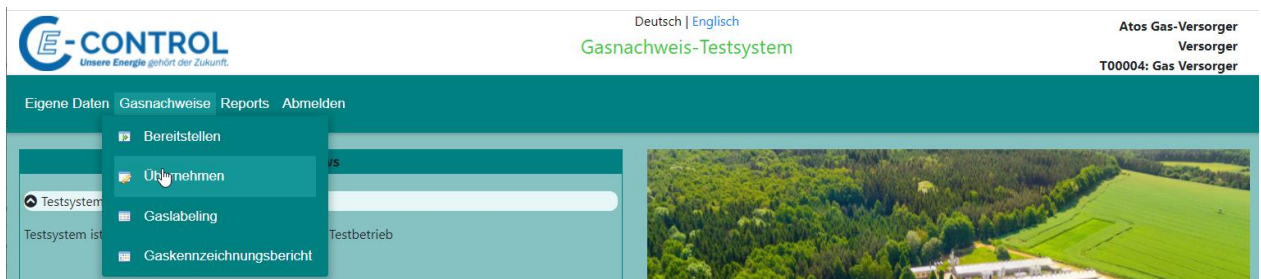 Deutsch | Englisch
E-CONTROL
Unsere Energie gehört der Zukunft.
Gasnachweis-Testsystem
Atos Gas-Versorger
Versorger
T00004: Gas Versorger
Eigene Daten Gasnachweise Reports Abmelden
Bereitstellen
Übernehmen
Testsystem
Gaslabeling
Testsystem ist Testbetrieb
Gaskennzeichnungsbericht